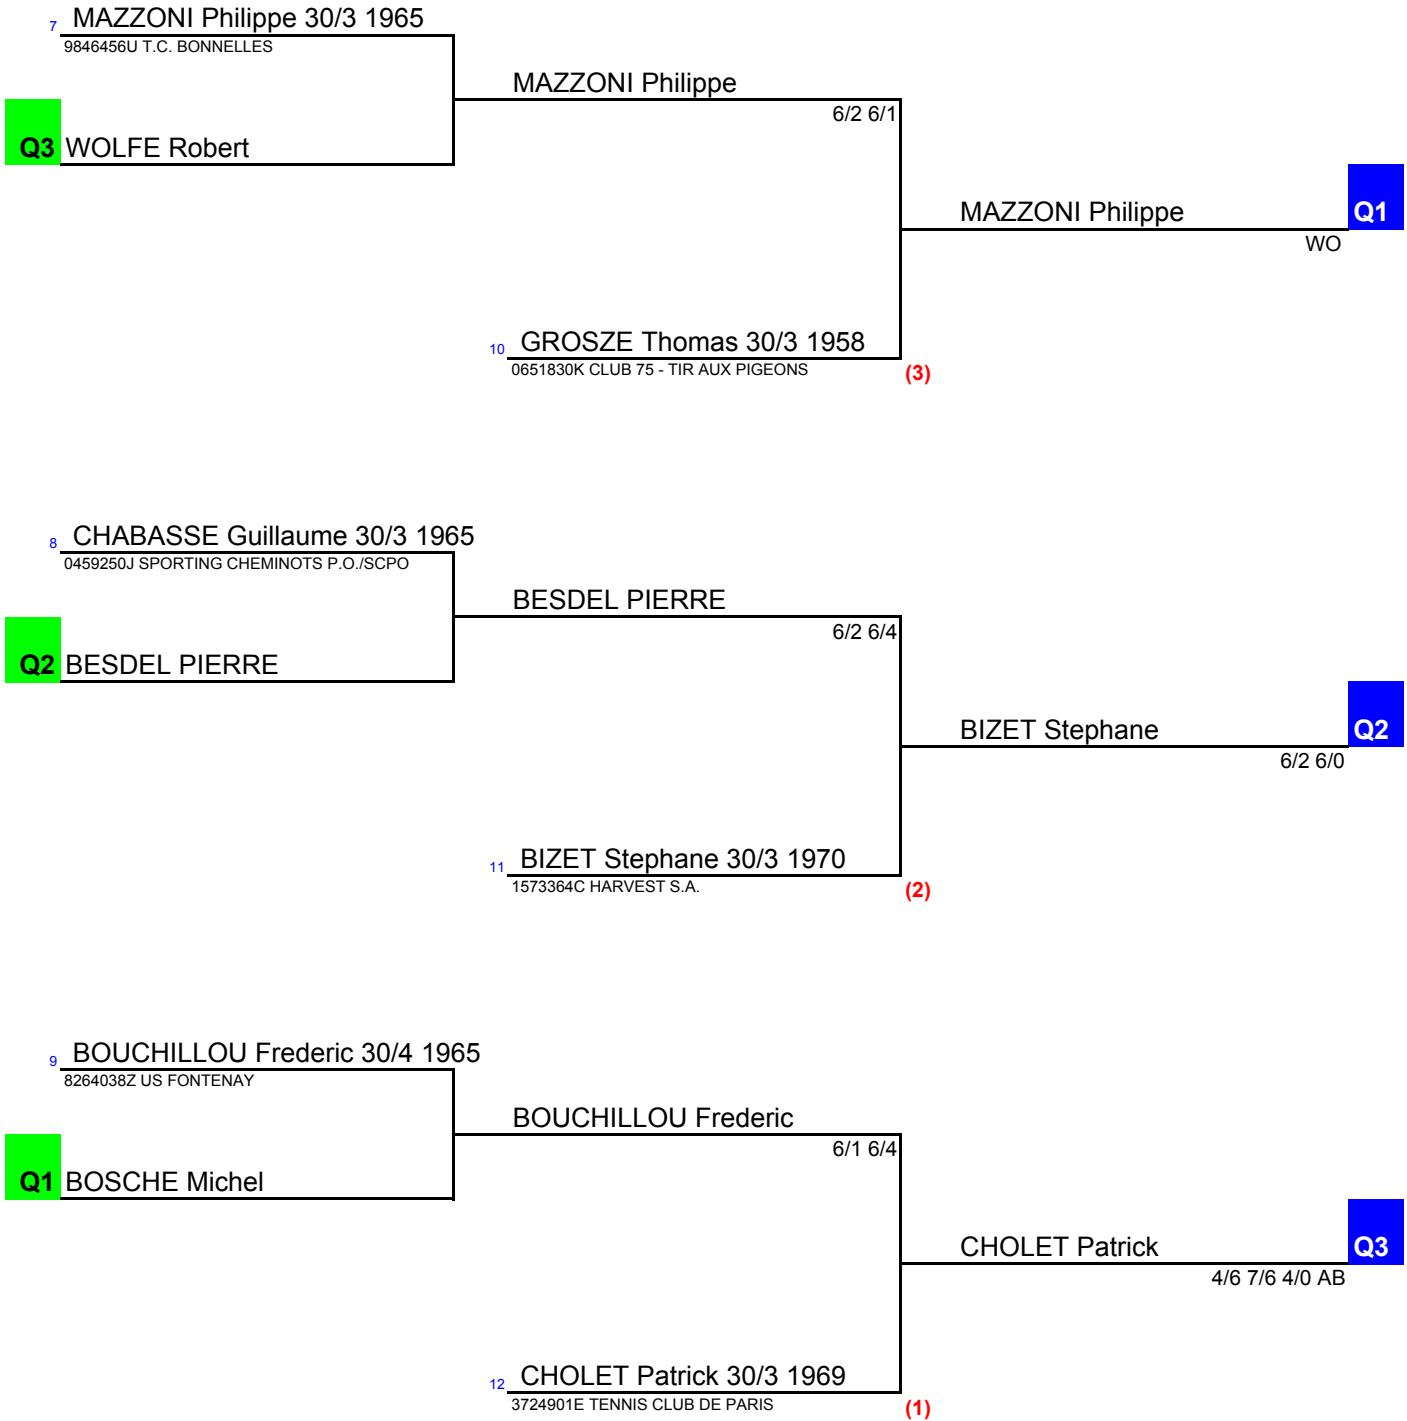 7 MAZZONI Philippe 30/3 1965
9846456U T.C. BONNELLES
MAZZONI Philippe
6/2 6/1
Q3 WOLFE Robert
MAZZONI Philippe Q1
WO
10 GROSZE Thomas 30/3 1958
0651830K CLUB 75 - TIR AUX PIGEONS (3)
8 CHABASSE Guillaume 30/3 1965
0459250J SPORTING CHEMINOTS P.O./SCPO
BESDEL PIERRE
6/2 6/4
Q2 BESDEL PIERRE
BIZET Stephane Q2
6/2 6/0
11 BIZET Stephane 30/3 1970
1573364C HARVEST S.A. (2)
9 BOUCHILLOU Frederic 30/4 1965
8264038Z US FONTENAY
BOUCHILLOU Frederic
6/1 6/4
Q1 BOSCHE Michel
CHOLET Patrick Q3
4/6 7/6 4/0 AB
12 CHOLET Patrick 30/3 1969
3724901E TENNIS CLUB DE PARIS (1)